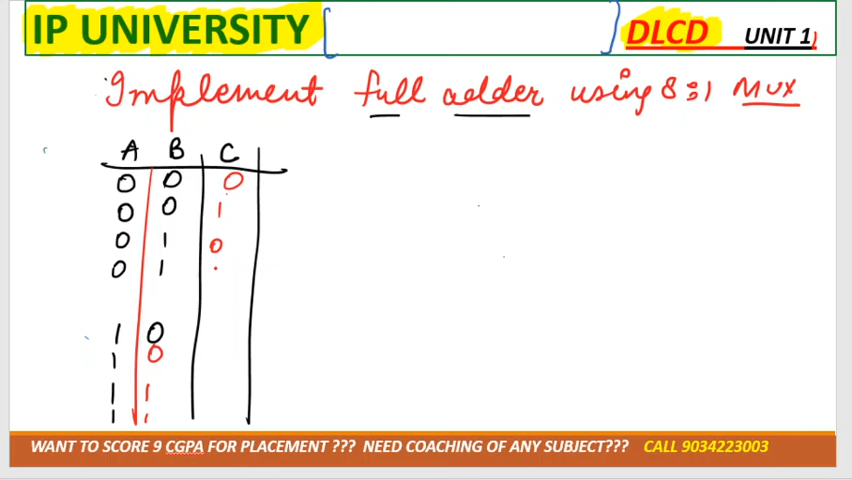 IP UNIVERSITY DLCD UNIT 1)
Implement full adder using 8:1 MUX
A B C
0 0 0
0 0 1
0 1 0
0 1
1 0
1 0
1 1
1 1
WANT TO SCORE 9 CGPA FOR PLACEMENT ??? NEED COACHING OF ANY SUBJECT??? CALL 9034223003